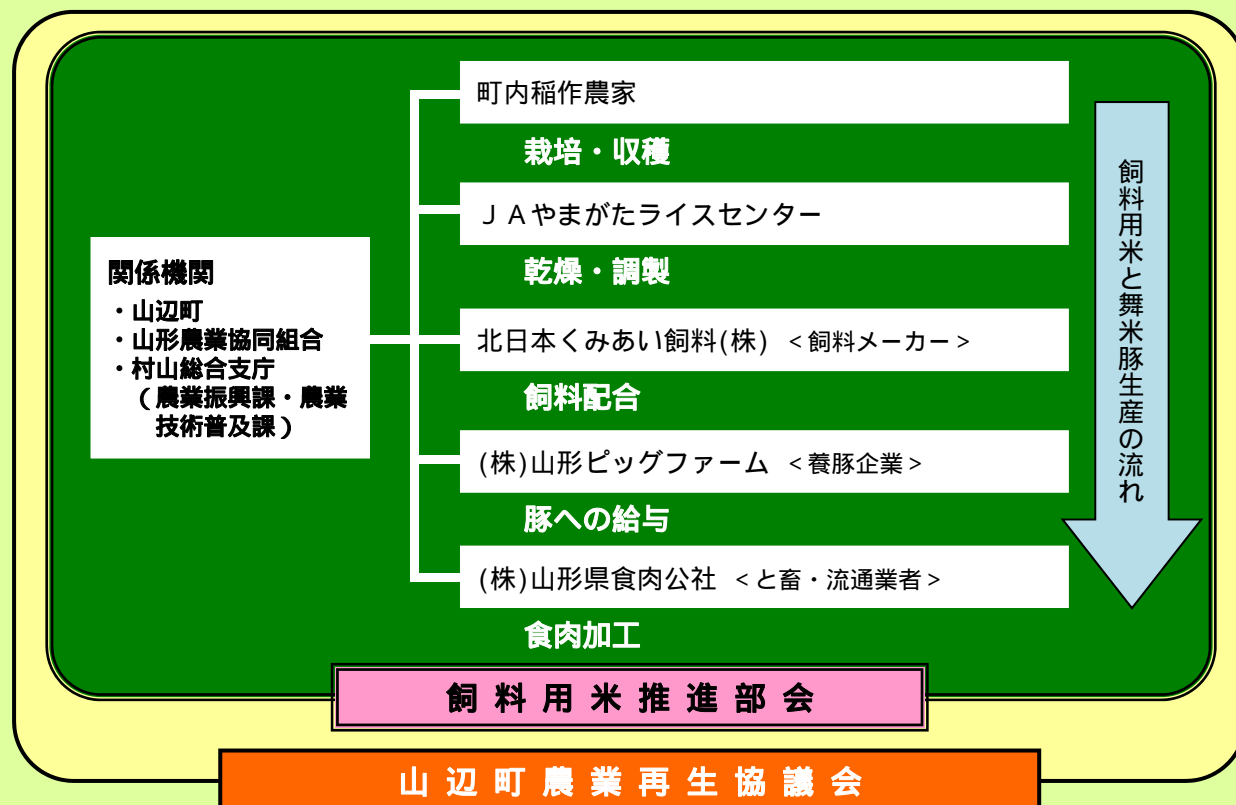 町内稲作農家
栽培・収穫
ＪＡやまがたライスセンター
乾燥・調製
関係機関
・山辺町
・山形農業協同組合
・村山総合支庁
（農業振興課・農業
技術普及課）
北日本くみあい飼料(株) ＜飼料メーカー＞
飼料配合
(株)山形ピッグファーム ＜養豚企業＞
豚への給与
(株)山形県食肉公社 ＜と畜・流通業者＞
食肉加工
飼料用米と舞米豚生産の流れ
飼料用米推進部会
山辺町農業再生協議会